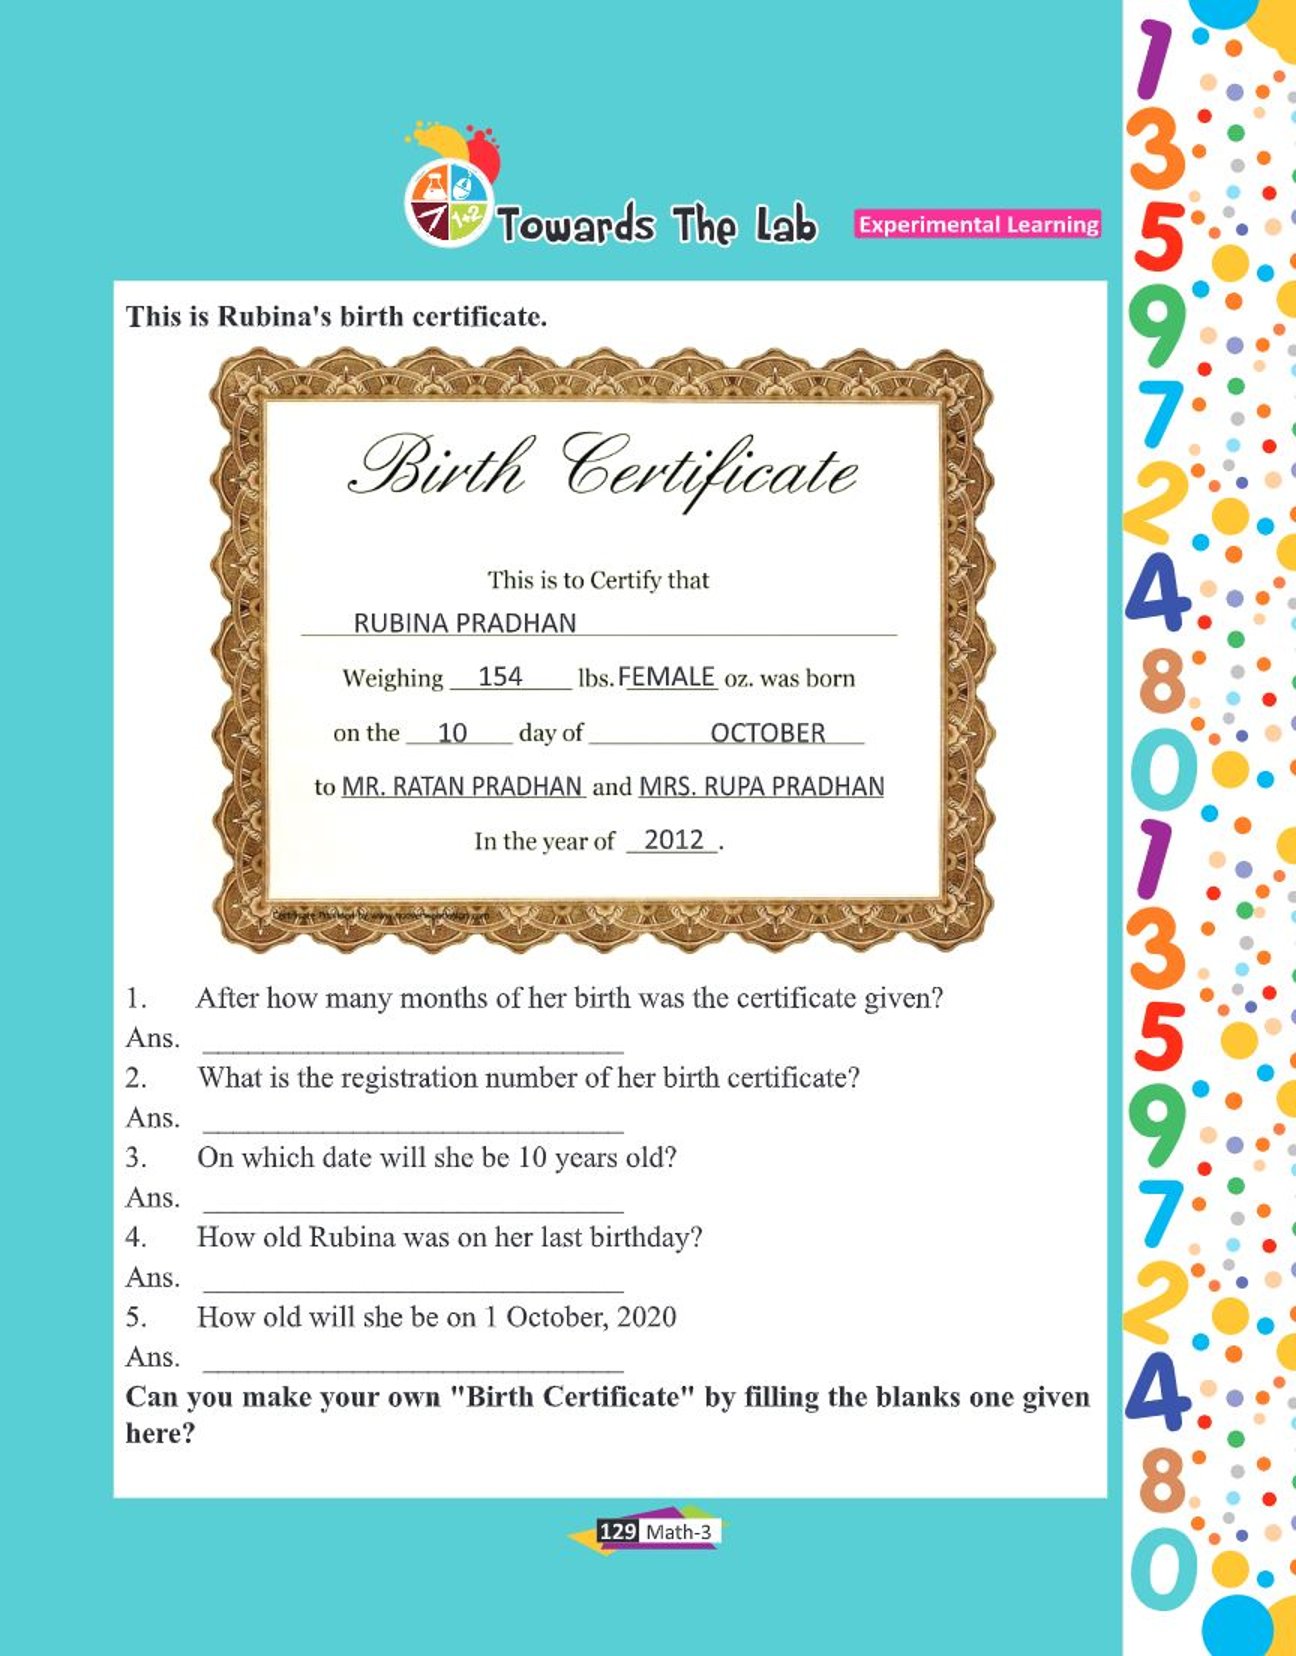 1+2
Towards The Lab
Experimental Learning
This is Rubina's birth certificate.
Birth Certificate
This is to Certify that
RUBINA PRADHAN
Weighing 154 lbs. FEMALE oz. was born
on the 10 day of OCTOBER
to MR. RATAN PRADHAN and MRS. RUPA PRADHAN
In the year of 2012.
1. After how many months of her birth was the certificate given?
Ans.
2. What is the registration number of her birth certificate?
Ans.
3. On which date will she be 10 years old?
Ans.
4. How old Rubina was on her last birthday?
Ans.
5. How old will she be on 1 October, 2020
Ans.
Can you make your own "Birth Certificate" by filling the blanks one given
here?
129 Math-3
1
3
5
9
7
2
4
8
0
1
3
5
9
7
2
4
8
0